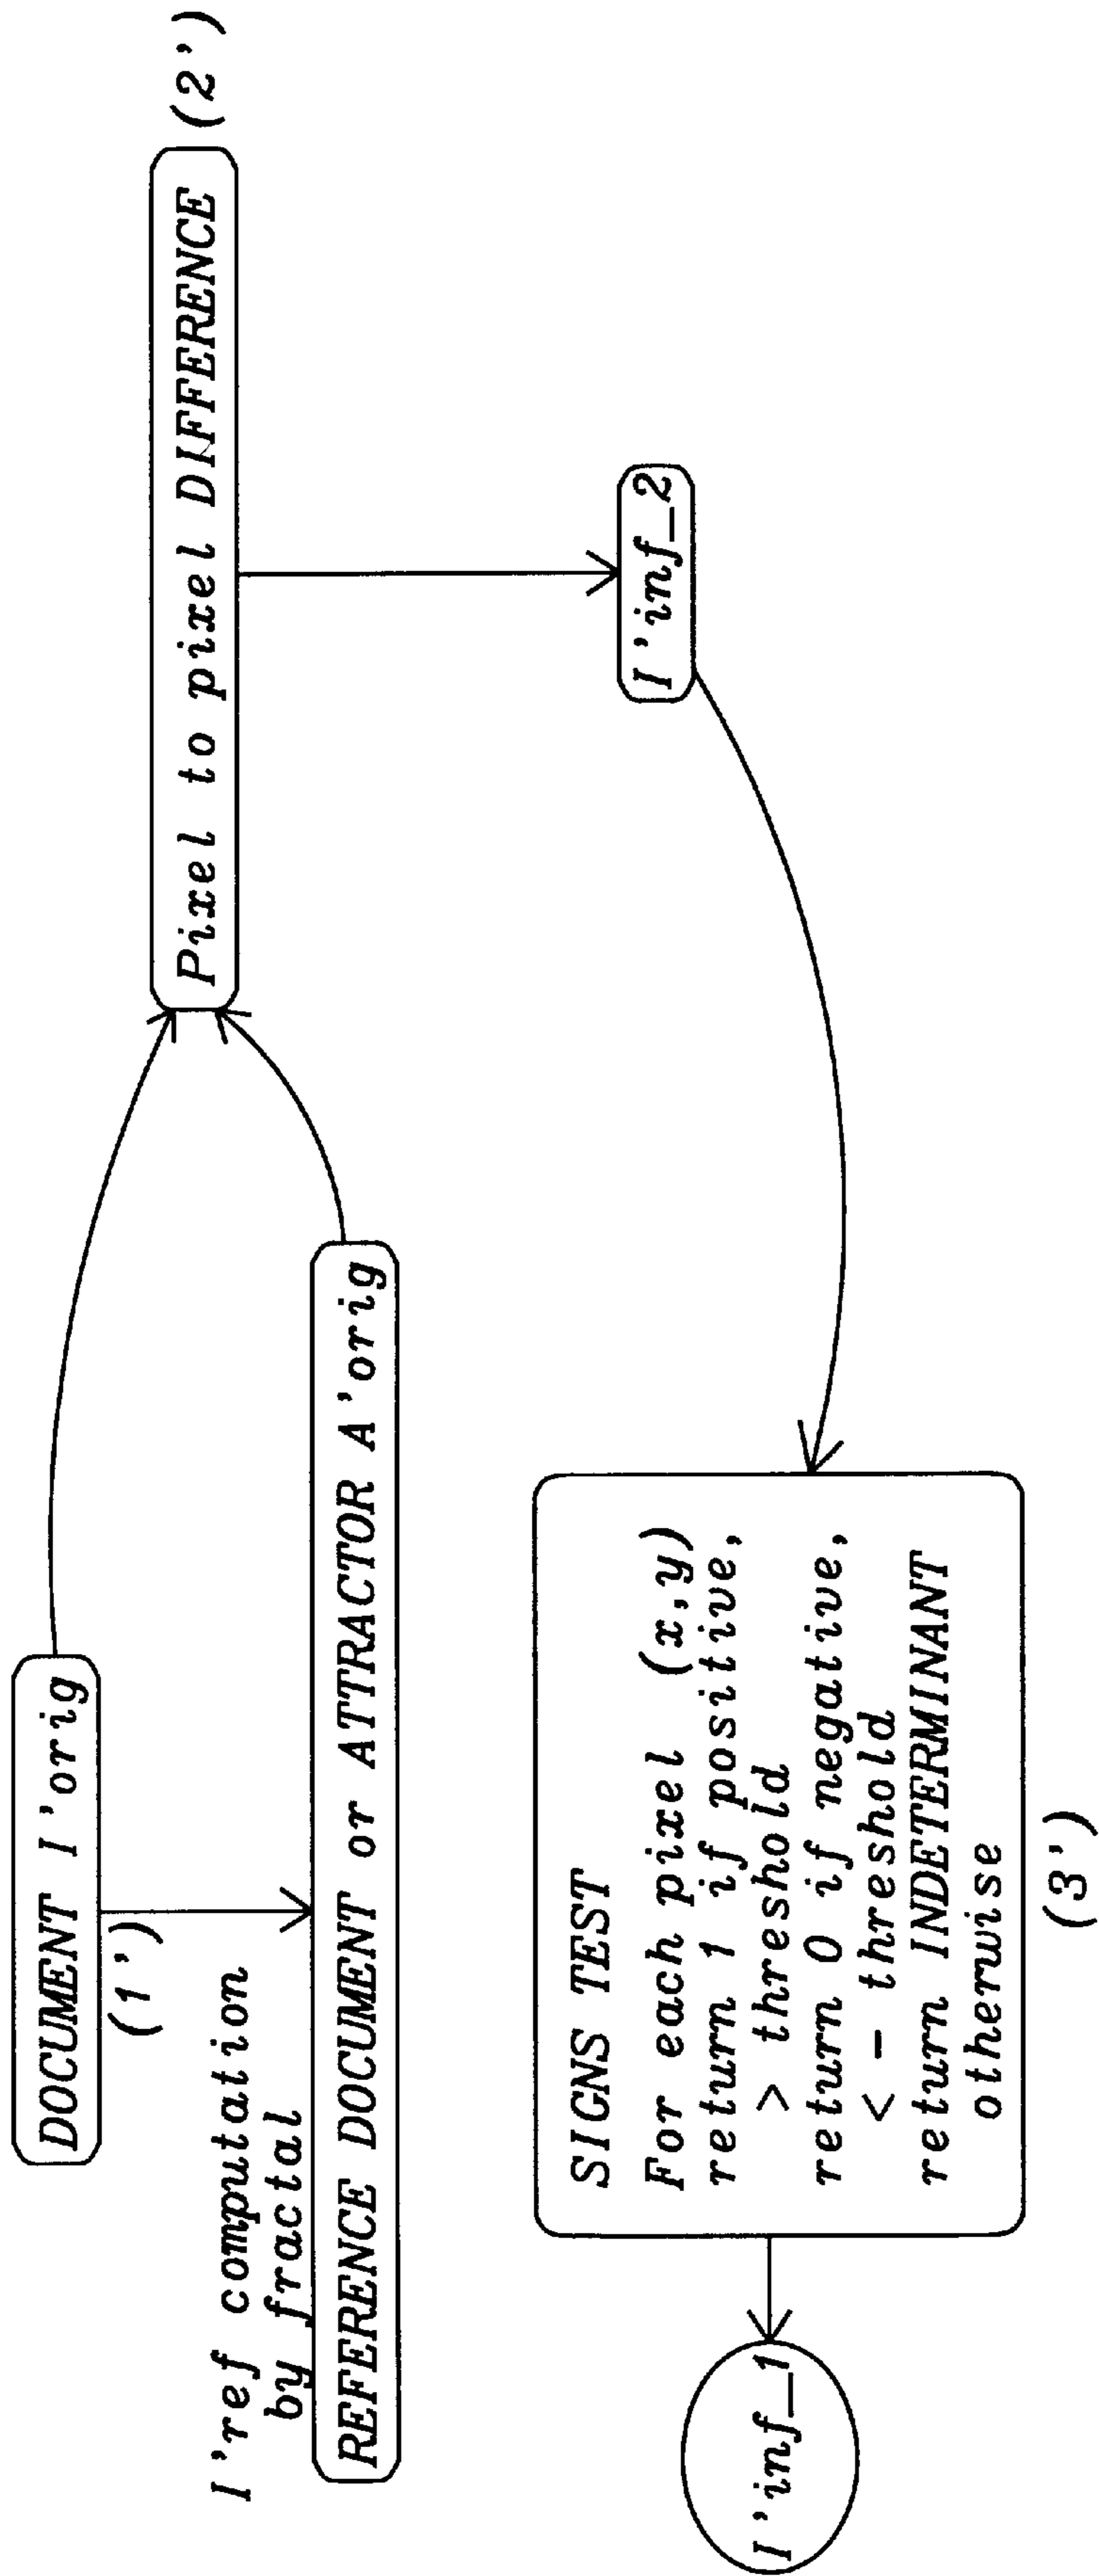 DOCUMENT I'orig
(1')
I'ref computation
by fractal
REFERENCE DOCUMENT or ATTRACTOR A'orig
Pixel to pixel DIFFERENCE
(2')
I'inf_2
SIGNS TEST
For each pixel (x,y)
return 1 if positive,
> threshold
return 0 if negative,
< - threshold
return INDETERMINANT
otherwise
(3')
I'inf_1